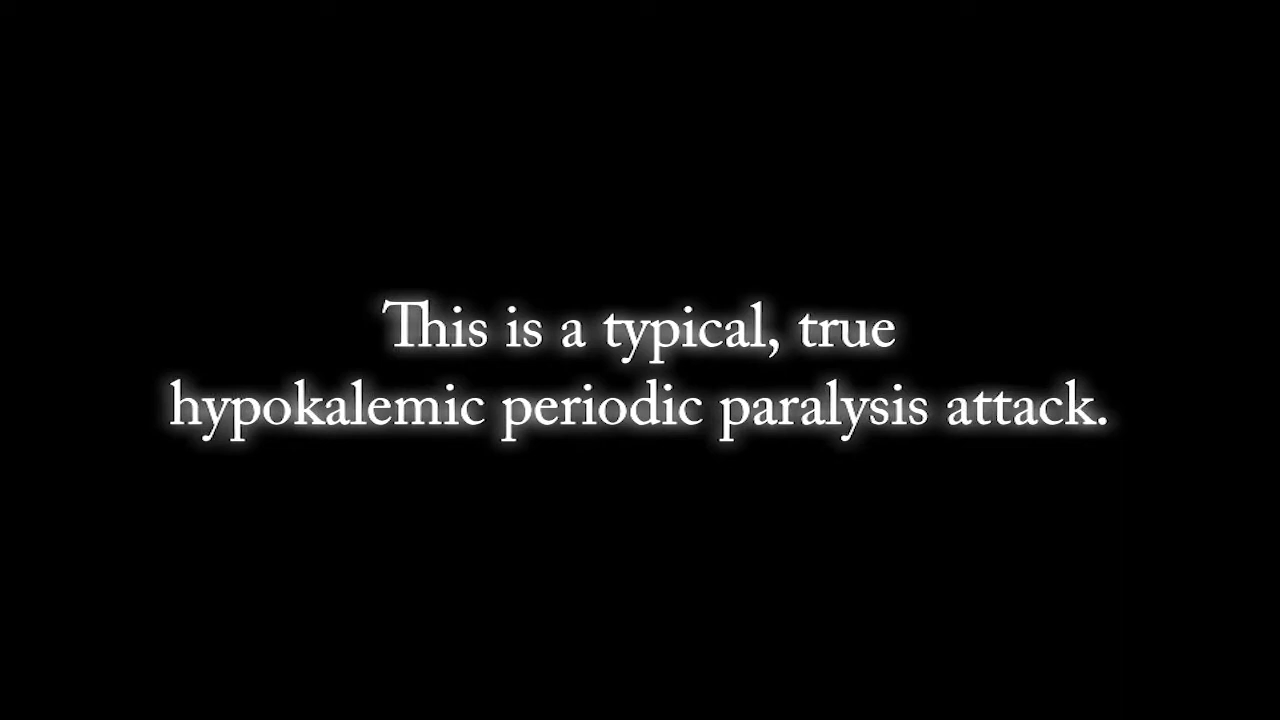 This is a typical, true
hypokalemic periodic paralysis attack.